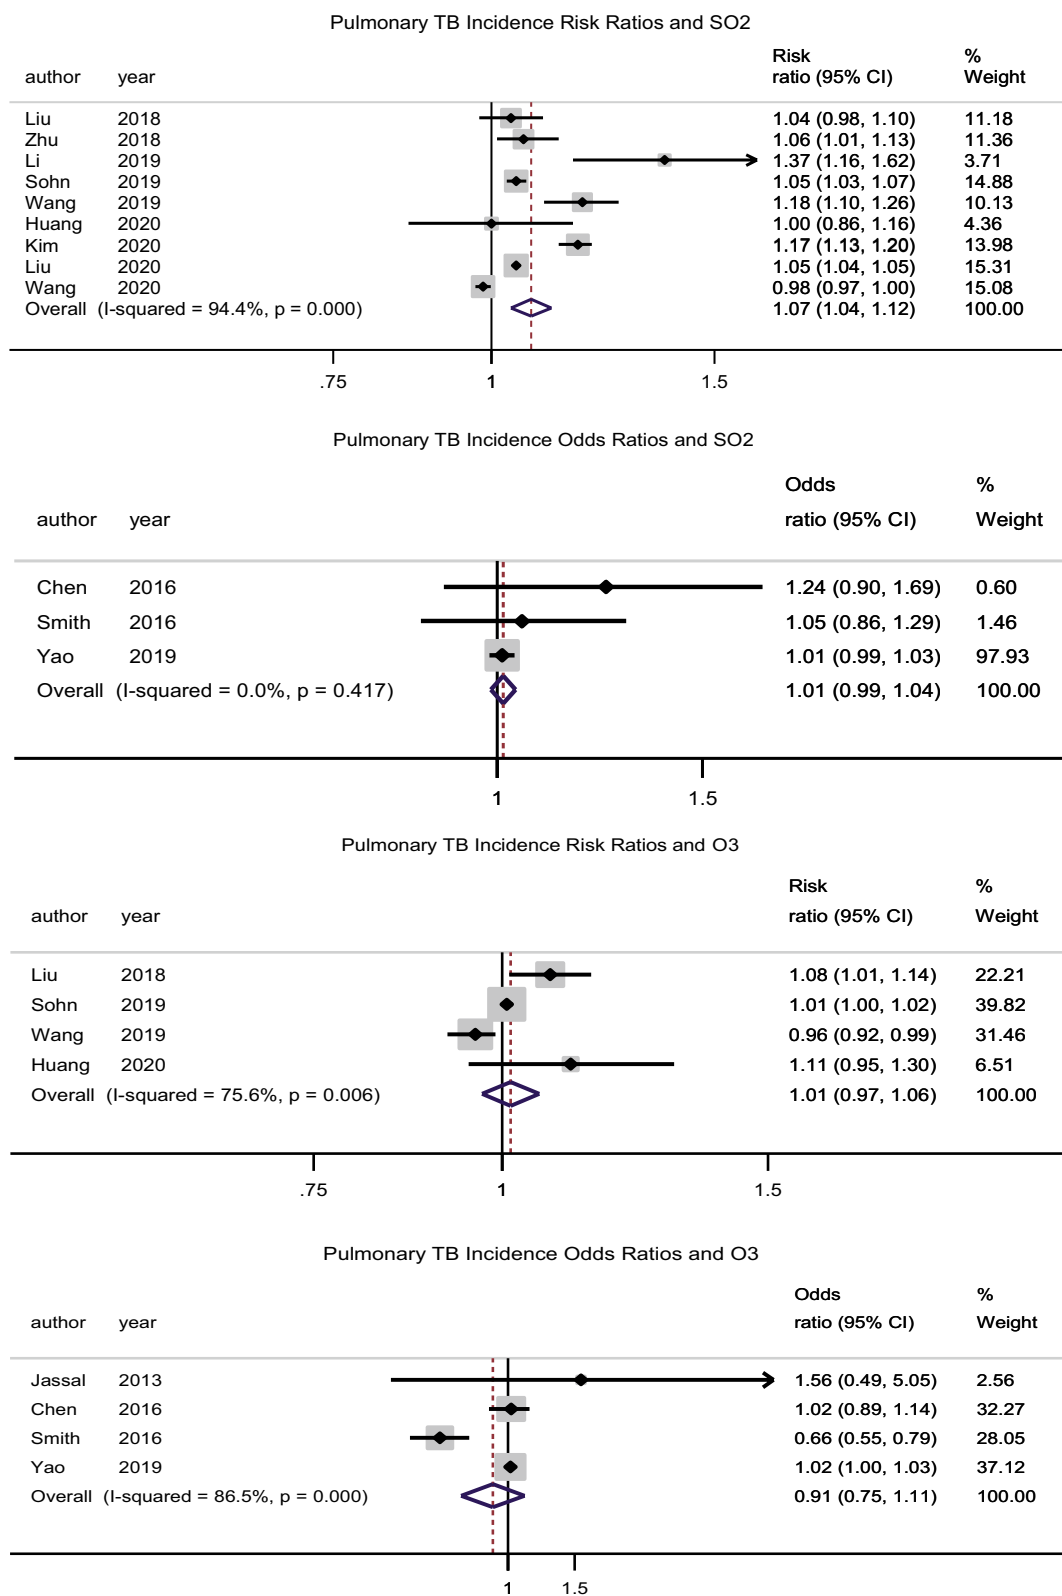 Pulmonary TB Incidence Risk Ratios and SO2
Risk %
author year ratio (95% CI) Weight
Liu 2018 1.04 (0.98, 1.10) 11.18
Zhu 2018 1.06 (1.01, 1.13) 11.36
Li 2019 1.37 (1.16, 1.62) 3.71
Sohn 2019 1.05 (1.03, 1.07) 14.88
Wang 2019 1.18 (1.10, 1.26) 10.13
Huang 2020 1.00 (0.86, 1.16) 4.36
Kim 2020 1.17 (1.13, 1.20) 13.98
Liu 2020 1.05 (1.04, 1.05) 15.31
Wang 2020 0.98 (0.97, 1.00) 15.08
Overall (I-squared = 94.4%, p = 0.000) 1.07 (1.04, 1.12) 100.00
.75 1 1.5
Pulmonary TB Incidence Odds Ratios and SO2
Odds %
author year ratio (95% CI) Weight
Chen 2016 1.24 (0.90, 1.69) 0.60
Smith 2016 1.05 (0.86, 1.29) 1.46
Yao 2019 1.01 (0.99, 1.03) 97.93
Overall (I-squared = 0.0%, p = 0.417) 1.01 (0.99, 1.04) 100.00
1 1.5
Pulmonary TB Incidence Risk Ratios and O3
Risk %
author year ratio (95% CI) Weight
Liu 2018 1.08 (1.01, 1.14) 22.21
Sohn 2019 1.01 (1.00, 1.02) 39.82
Wang 2019 0.96 (0.92, 0.99) 31.46
Huang 2020 1.11 (0.95, 1.30) 6.51
Overall (I-squared = 75.6%, p = 0.006) 1.01 (0.97, 1.06) 100.00
.75 1 1.5
Pulmonary TB Incidence Odds Ratios and O3
Odds %
author year ratio (95% CI) Weight
Jassal 2013 1.56 (0.49, 5.05) 2.56
Chen 2016 1.02 (0.89, 1.14) 32.27
Smith 2016 0.66 (0.55, 0.79) 28.05
Yao 2019 1.02 (1.00, 1.03) 37.12
Overall (I-squared = 86.5%, p = 0.000) 0.91 (0.75, 1.11) 100.00
1 1.5